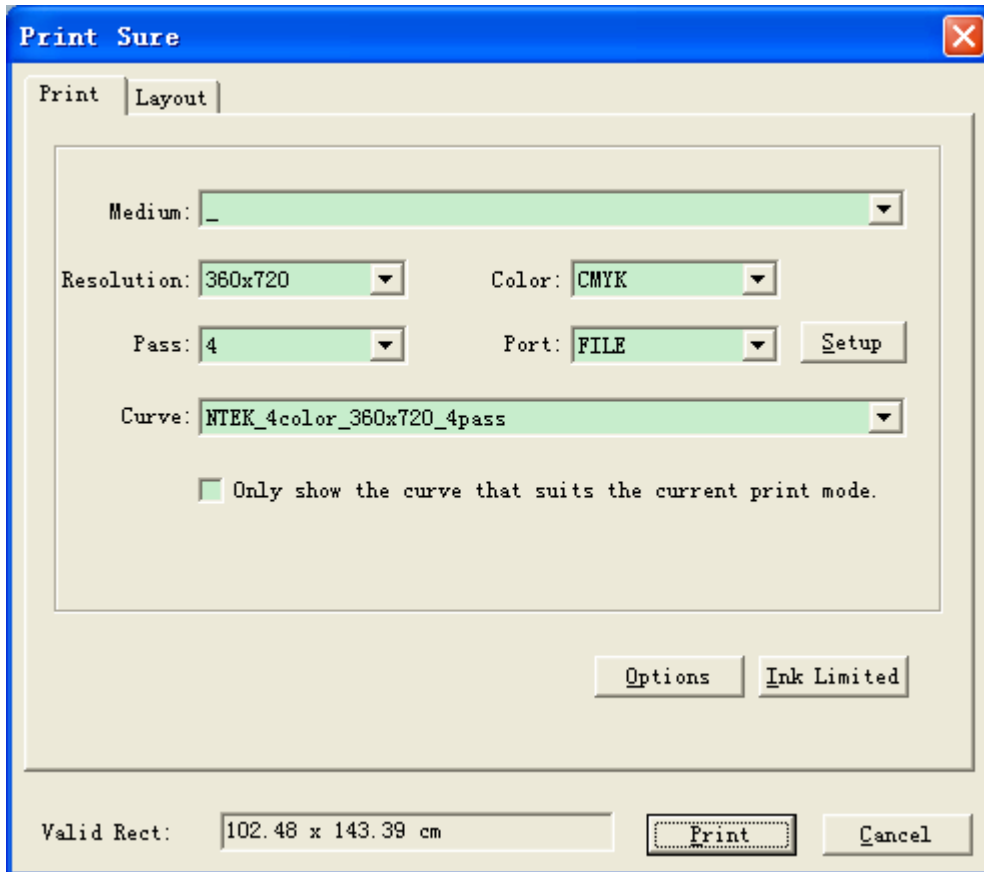 Print Sure
Print Layout
Medium: _
Resolution: 360x720 Color: CMYK
Pass: 4 Port: FILE Setup
Curve: NTEK_4color_360x720_4pass
Only show the curve that suits the current print mode.
Options Ink Limited
Valid Rect: 102.48 x 143.39 cm Print Cancel